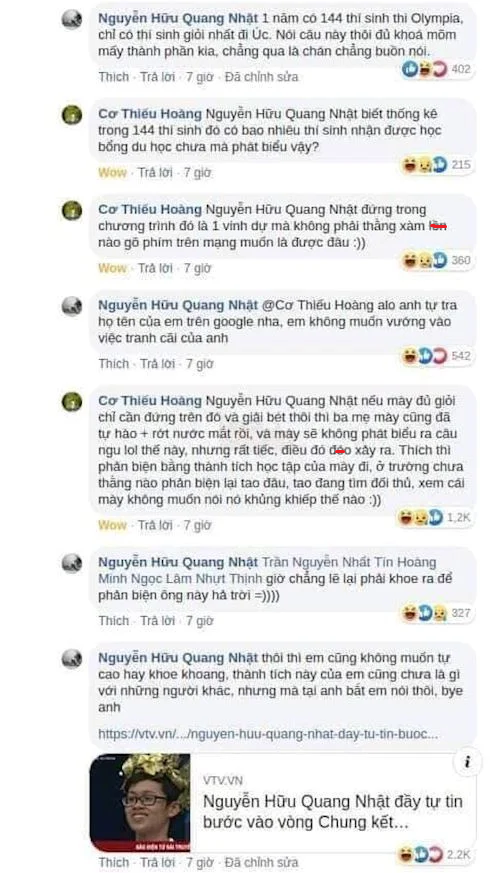 Nguyễn Hữu Quang Nhật 1 năm có 144 thí sinh thi Olympia,
chỉ có thí sinh giỏi nhất đi Úc. Nói câu này thôi đủ khoá mõm
mấy thành phần kia, chẳng qua là chán chẳng buồn nói.
Thích · Trả lời · 7 giờ · Đã chỉnh sửa
402
Cơ Thiếu Hoàng Nguyễn Hữu Quang Nhật biết thống kê
trong 144 thí sinh đó có bao nhiêu thí sinh nhận được học
bổng du học chưa mà phát biểu vậy?
Wow · Trả lời · 7 giờ
215
Cơ Thiếu Hoàng Nguyễn Hữu Quang Nhật đứng trong
chương trình đó là 1 vinh dự mà không phải thằng xàm
nào gõ phím trên mạng muốn là được đâu :))
Wow · Trả lời · 7 giờ
360
Nguyễn Hữu Quang Nhật @Cơ Thiếu Hoàng alo anh tự tra
họ tên của em trên google nha, em không muốn vướng vào
việc tranh cãi của anh
Thích · Trả lời · 7 giờ
542
Cơ Thiếu Hoàng Nguyễn Hữu Quang Nhật nếu mày đủ giỏi
chỉ cần đứng trên đó và giải bét thôi thì ba mẹ mày cũng đã
tự hào + rớt nước mắt rồi, và mày sẽ không phát biểu ra câu
ngu lol thế này, nhưng rất tiếc, điều đó xảy ra. Thích thì
phản biện bằng thành tích học tập của mày đi, ở trường chưa
thằng nào phản biện lại tao đâu, tao đang tìm đối thủ, xem cái
mày không muốn nói nó khủng khiếp thế nào :))
Wow · Trả lời · 7 giờ
1,2K
Nguyễn Hữu Quang Nhật Trần Nguyễn Nhất Tín Hoàng
Minh Ngọc Lâm Nhựt Thịnh giờ chẳng lẽ lại phải khoe ra để
phản biện ông này hả trời =))))
Thích · Trả lời · 7 giờ
327
Nguyễn Hữu Quang Nhật thôi thì em cũng không muốn tự
cao hay khoe khoang, thành tích này của em cũng chưa là gì
với những người khác, nhưng mà tại anh bắt em nói thôi, bye
anh
https://vtv.vn/.../nguyen-huu-quang-nhat-day-tu-tin-buoc...
VTV.VN
Nguyễn Hữu Quang Nhật đầy tự tin
bước vào vòng Chung kết...
Thích · Trả lời · 7 giờ · Đã chỉnh sửa
2.2K